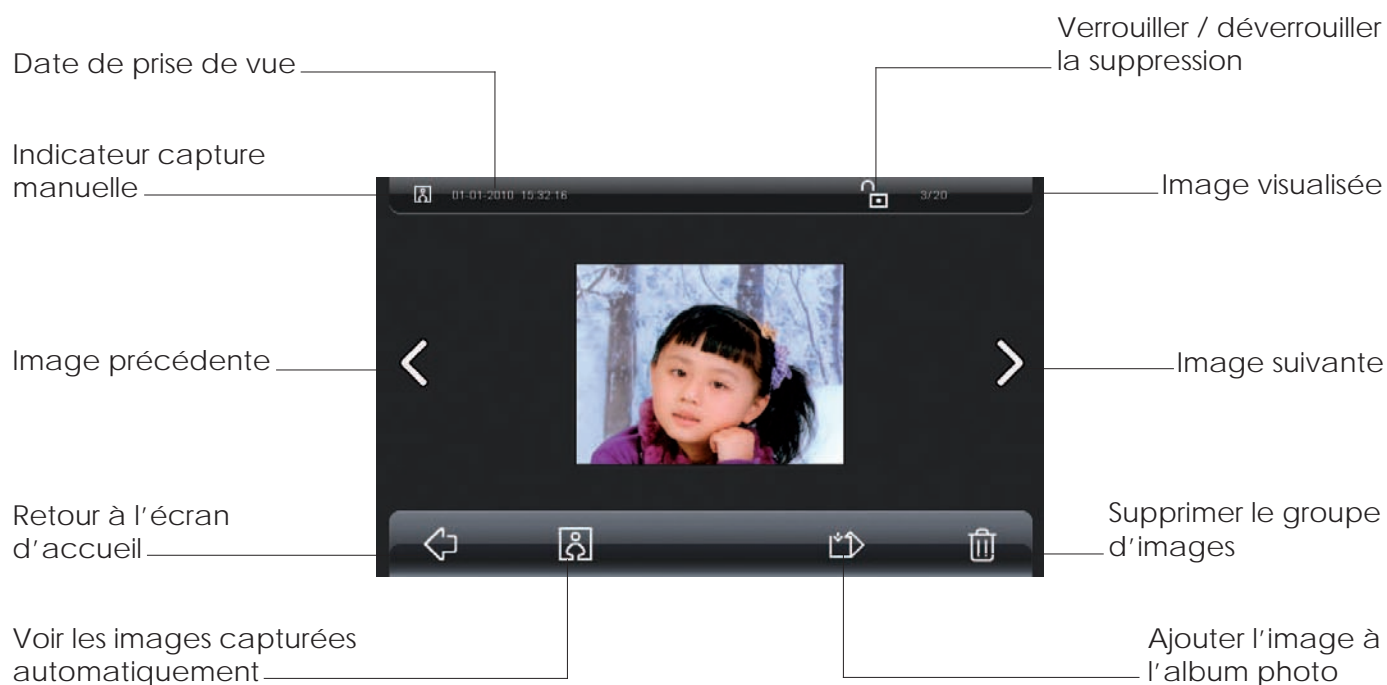 Verrouiller / déverrouiller
la suppression
Date de prise de vue
Indicateur capture
manuelle
01-01-2010 15:32:16
3/20
Image visualisée
Image précédente
Image suivante
Retour à l'écran
d'accueil
Supprimer le groupe
d'images
Voir les images capturées
automatiquement
Ajouter l'image à
l'album photo